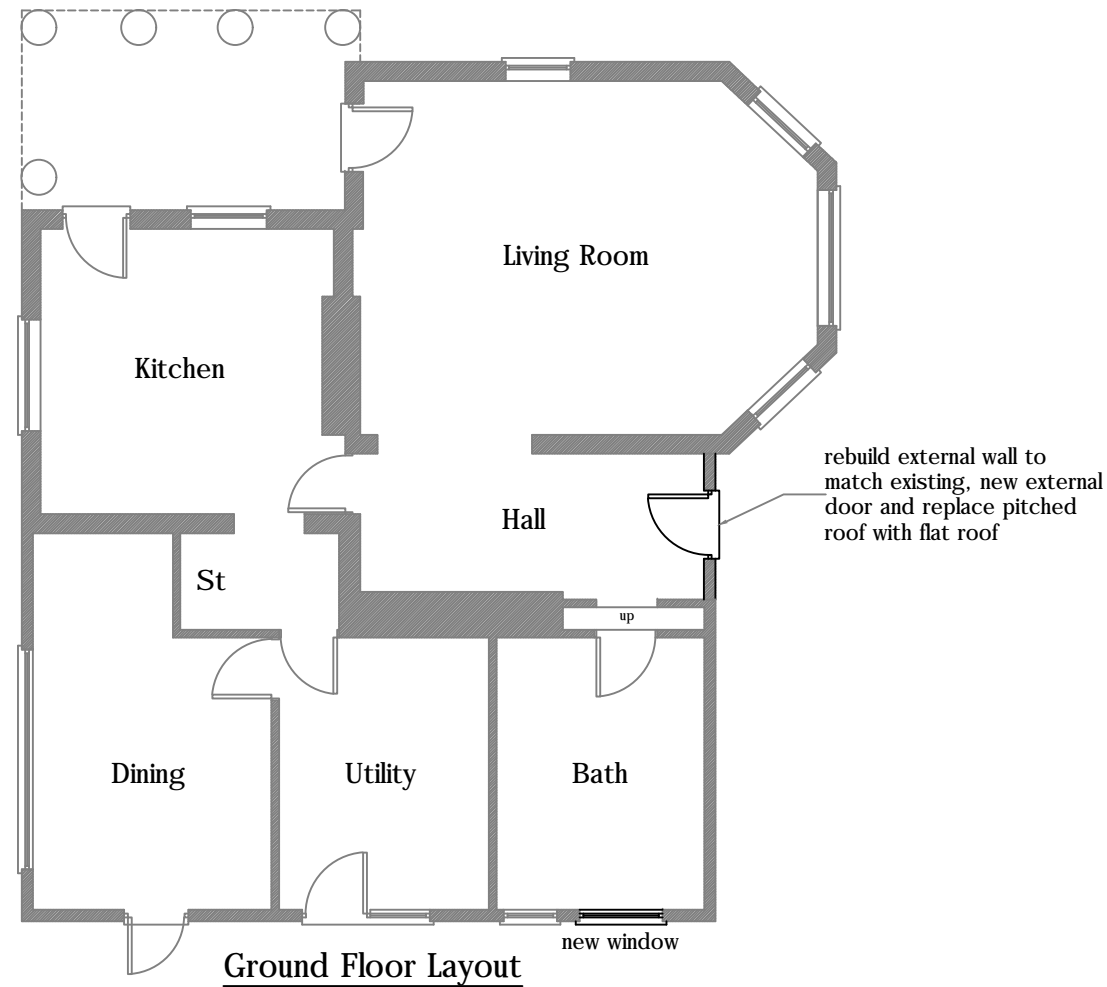 Living Room
Kitchen
rebuild external wall to
match existing, new external
door and replace pitched
roof with flat roof
Hall
St
up
Dining
Utility
Bath
new window
Ground Floor Layout